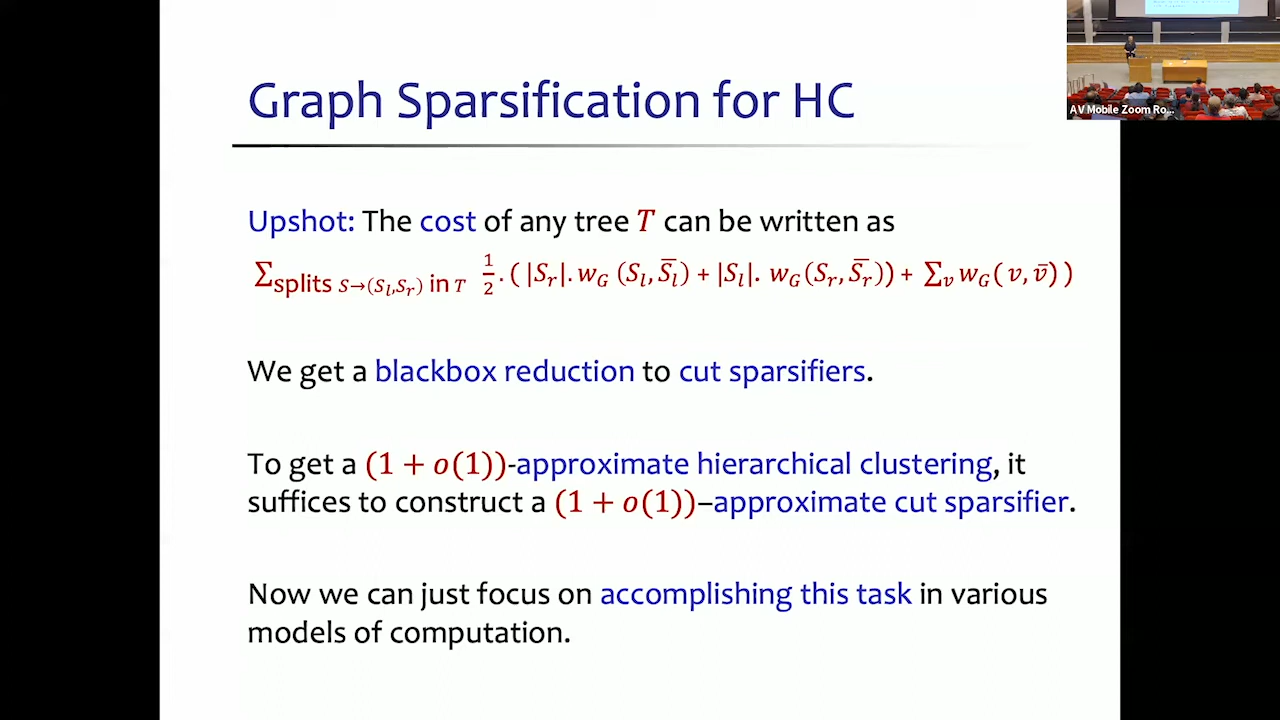 Graph Sparsification for HC
Upshot: The cost of any tree T can be written as
∑splits S→(Sₗ,Sᵣ) in T 1/2 . ( |Sᵣ|. w_G (Sₗ, S̄ₗ) + |Sₗ|. w_G(Sᵣ, S̄ᵣ)) + ∑ᵥ w_G( v, v̄) )
We get a blackbox reduction to cut sparsifiers.
To get a (1 + o(1))-approximate hierarchical clustering, it
suffices to construct a (1 + o(1))–approximate cut sparsifier.
Now we can just focus on accomplishing this task in various
models of computation.
AV Mobile Zoom Ro...